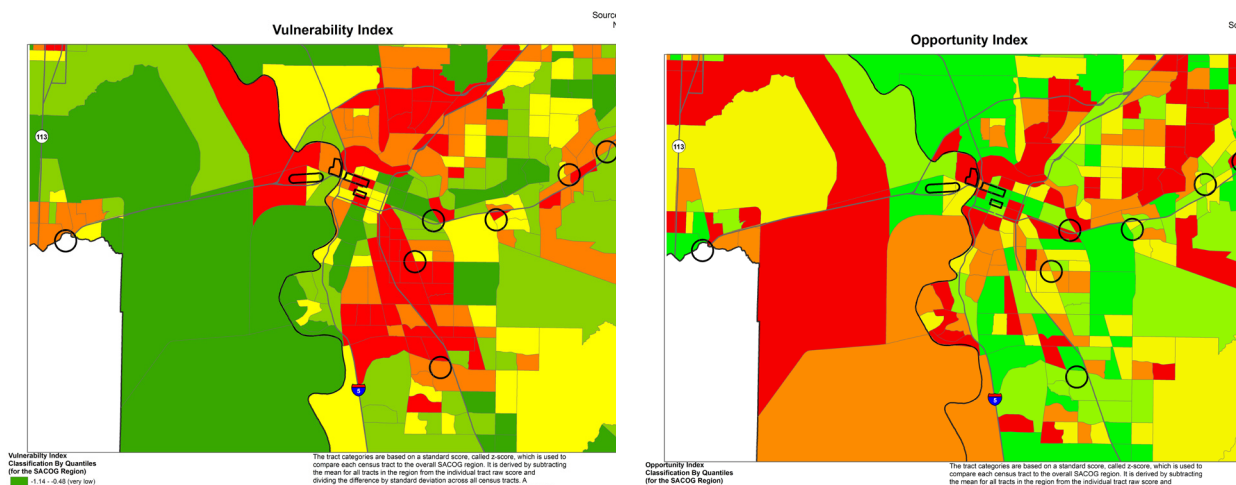 Sourc
Vulnerability Index
113
5
Vulnerabilty Index
Classification By Quantiles
(for the SACOG Region)
-1.14 - -0.48 (very low)
The tract categories are based on a standard score, called z-score, which is used to
compare each census tract to the overall SACOG region. It is derived by subtracting
the mean for all tracts in the region from the individual tract raw score and
dividing the difference by standard deviation across all census tracts. A
Opportunity Index
113
5
Opportunity Index
Classification By Quantiles
(for the SACOG Region)
The tract categories are based on a standard score, called z-score, which is used to
compare each census tract to the overall SACOG region. It is derived by subtracting
the mean for all tracts in the region from the individual tract raw score and